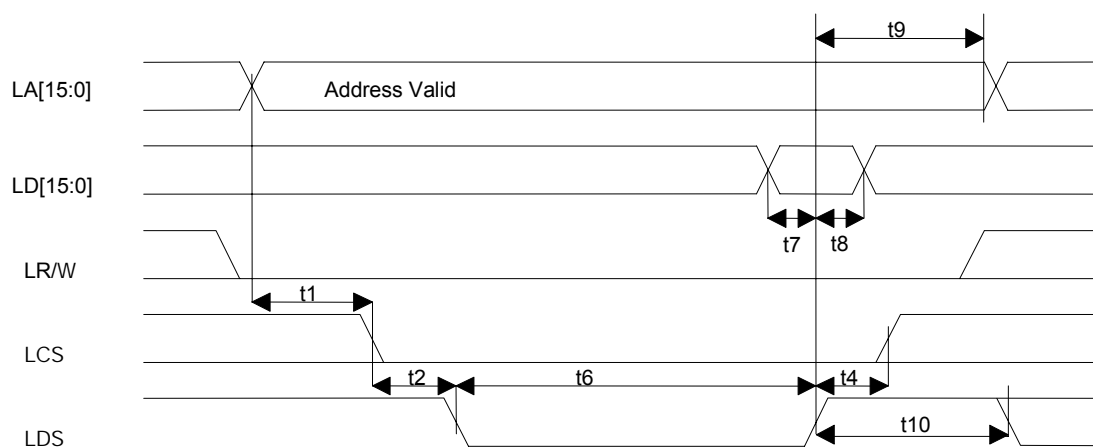 t9
LA[15:0]
Address Valid
LD[15:0]
t7
t8
LR/W
t1
LCS
t2
t6
t4
LDS
t10